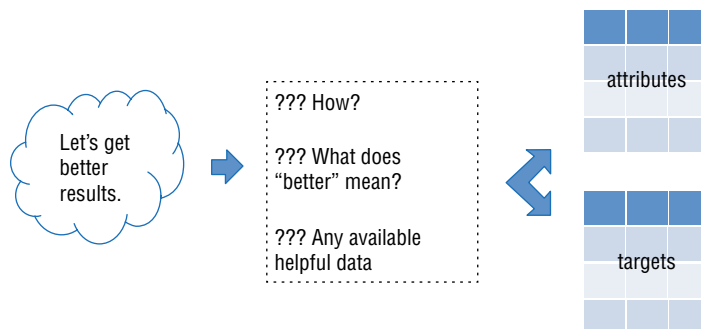 Let’s get
better
results.
??? How?
??? What does
“better” mean?
??? Any available
helpful data
attributes
targets